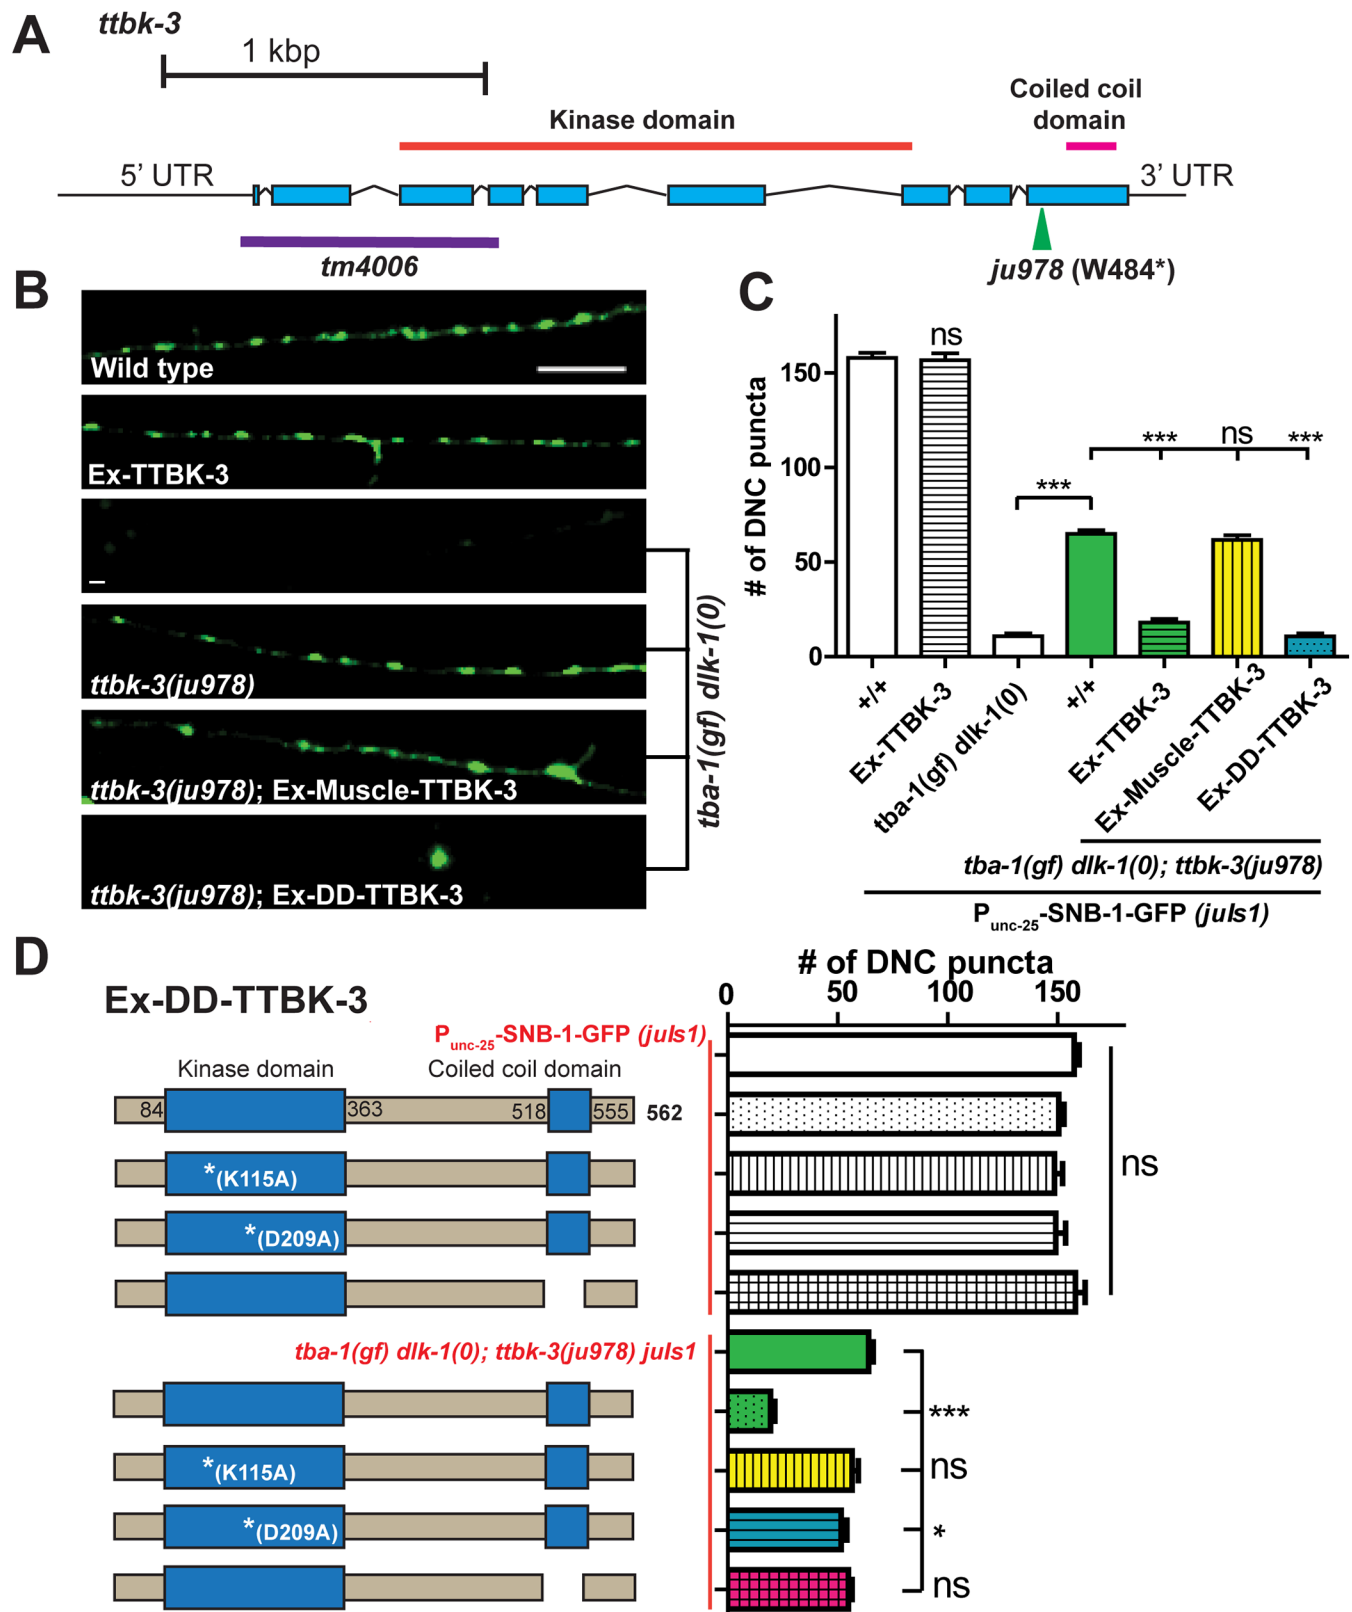 A
ttbk-3
1 kbp
Kinase domain
Coiled coil
domain
5’ UTR
3’ UTR
tm4006
ju978 (W484*)
B
Wild type
Ex-TTBK-3
ttbk-3(ju978)
ttbk-3(ju978); Ex-Muscle-TTBK-3
ttbk-3(ju978); Ex-DD-TTBK-3
tba-1(gf) dlk-1(0)
C
# of DNC puncta
150
100
50
0
ns
***
***
ns
***
+/+
Ex-TTBK-3
tba-1(gf) dlk-1(0)
+/+
Ex-TTBK-3
Ex-Muscle-TTBK-3
Ex-DD-TTBK-3
tba-1(gf) dlk-1(0); ttbk-3(ju978)
Punc-25-SNB-1-GFP (juIs1)
D
Ex-DD-TTBK-3
# of DNC puncta
0 50 100 150
Punc-25-SNB-1-GFP (juIs1)
Kinase domain Coiled coil domain
84 363 518 555 562
*(K115A)
*(D209A)
ns
tba-1(gf) dlk-1(0); ttbk-3(ju978) juIs1
***
*(K115A)
ns
*(D209A)
*
ns